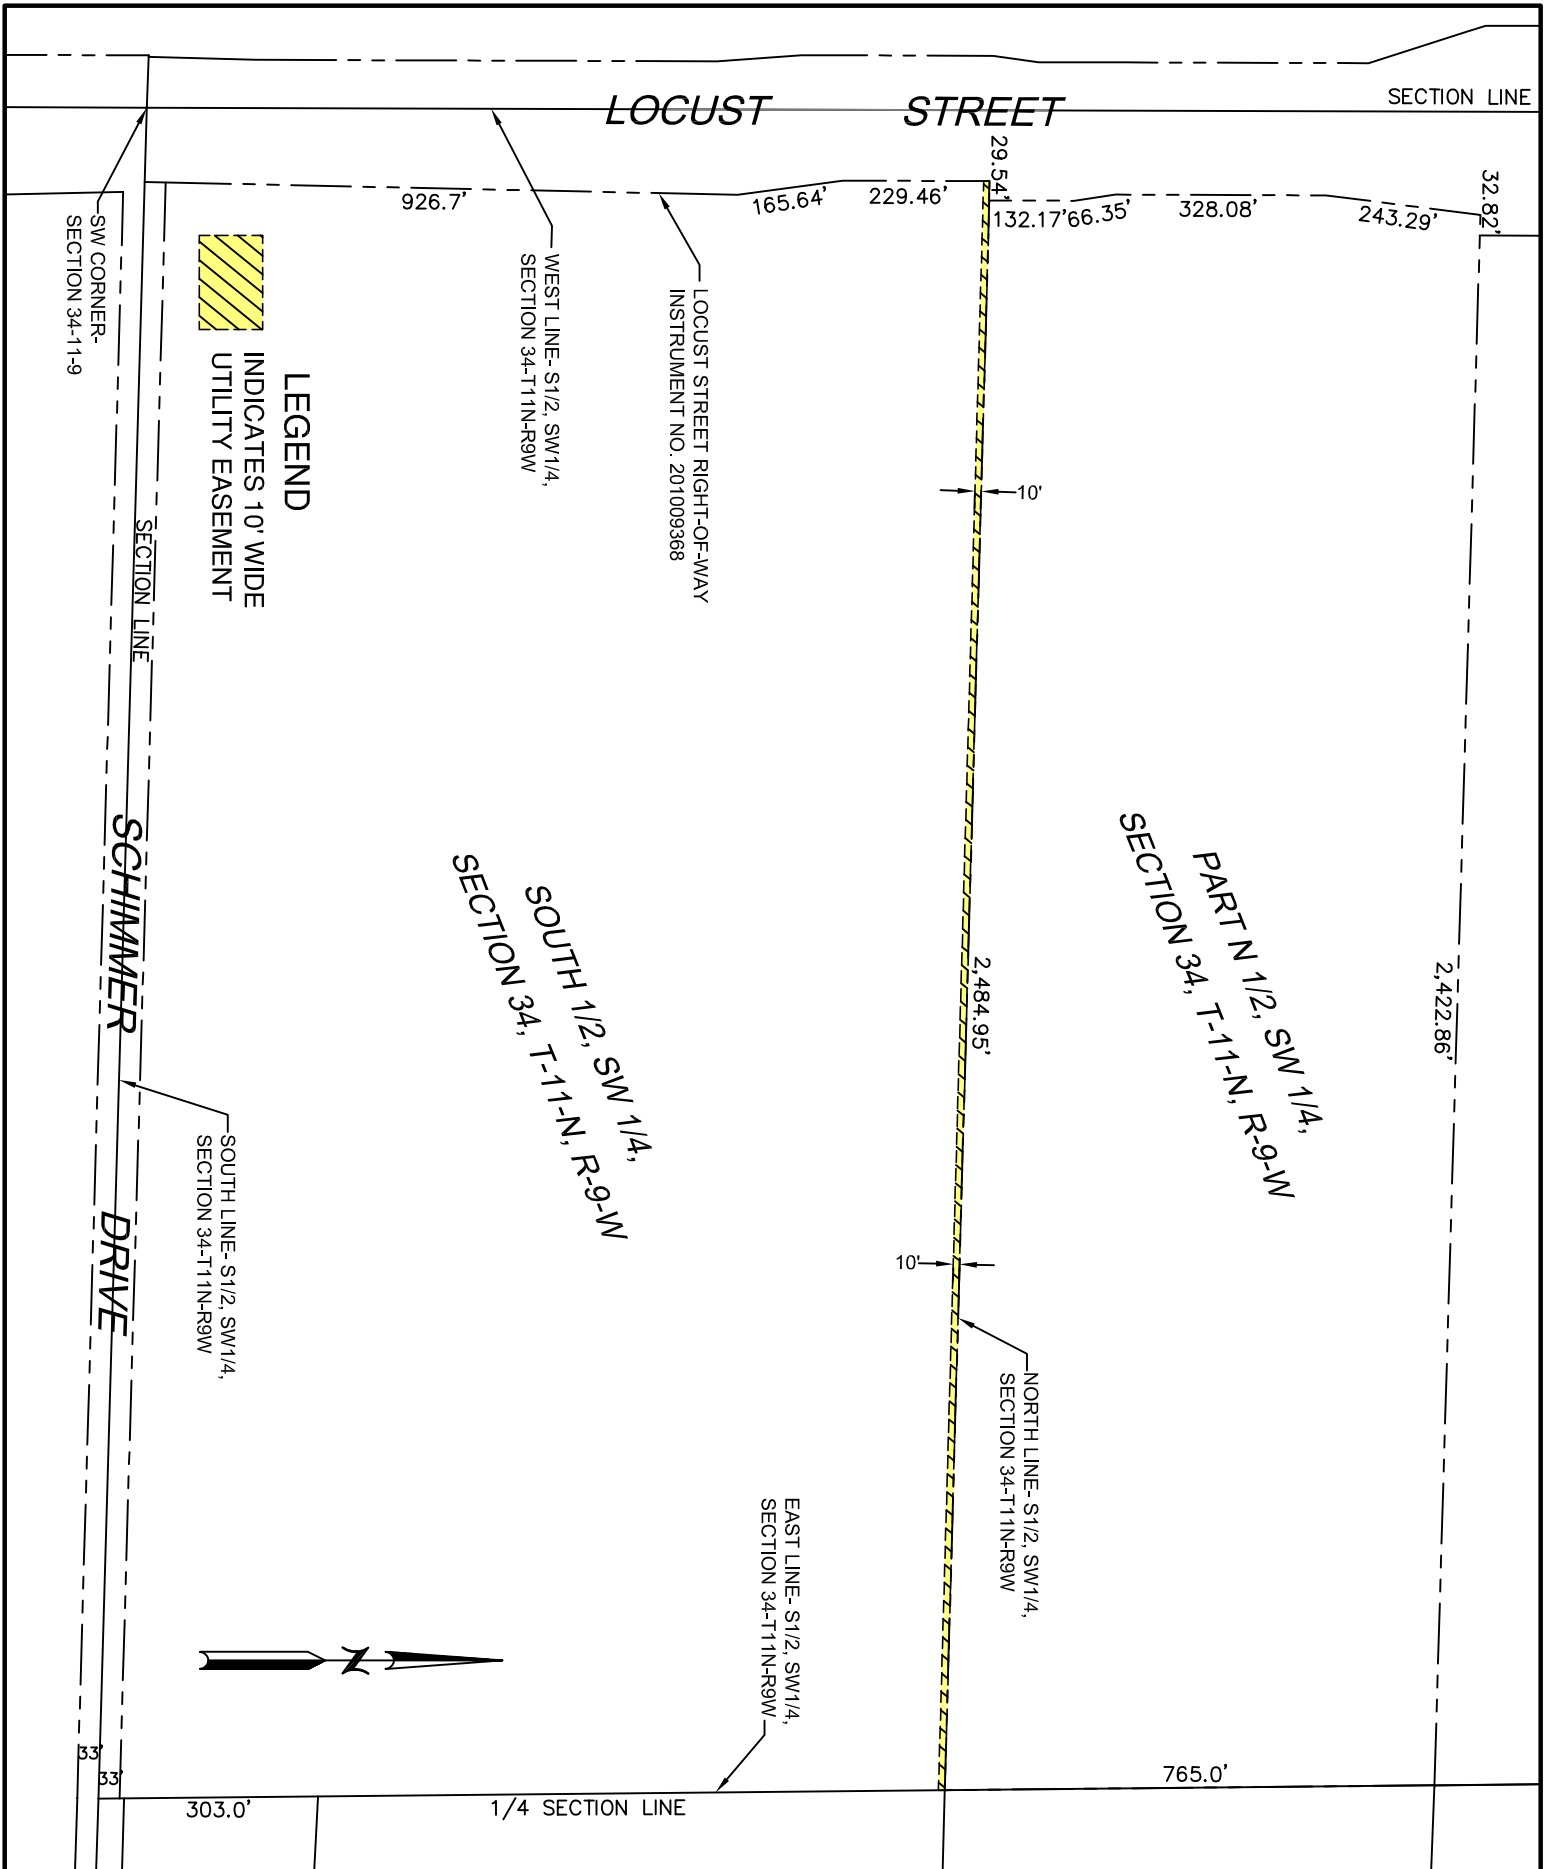 LOCUST STREET
SECTION LINE
29.54'
32.82'
926.7'
165.64'
229.46'
132.17'
66.35'
328.08'
243.29'
SW CORNER-
SECTION 34-11-9
WEST LINE- S1/2, SW1/4,
SECTION 34-T11N-R9W
LOCUST STREET RIGHT-OF-WAY
INSTRUMENT NO. 201009368
LEGEND
INDICATES 10' WIDE
UTILITY EASEMENT
SECTION LINE
10'
PART N 1/2, SW 1/4,
SECTION 34, T-11-N, R-9-W
2,422.86'
2,484.95'
SOUTH 1/2, SW 1/4,
SECTION 34, T-11-N, R-9-W
SCHIMMER DRIVE
SOUTH LINE- S1/2, SW1/4,
SECTION 34-T11N-R9W
10'
NORTH LINE- S1/2, SW1/4,
SECTION 34-T11N-R9W
EAST LINE- S1/2, SW1/4,
SECTION 34-T11N-R9W
N
33'
33'
303.0'
1/4 SECTION LINE
765.0'